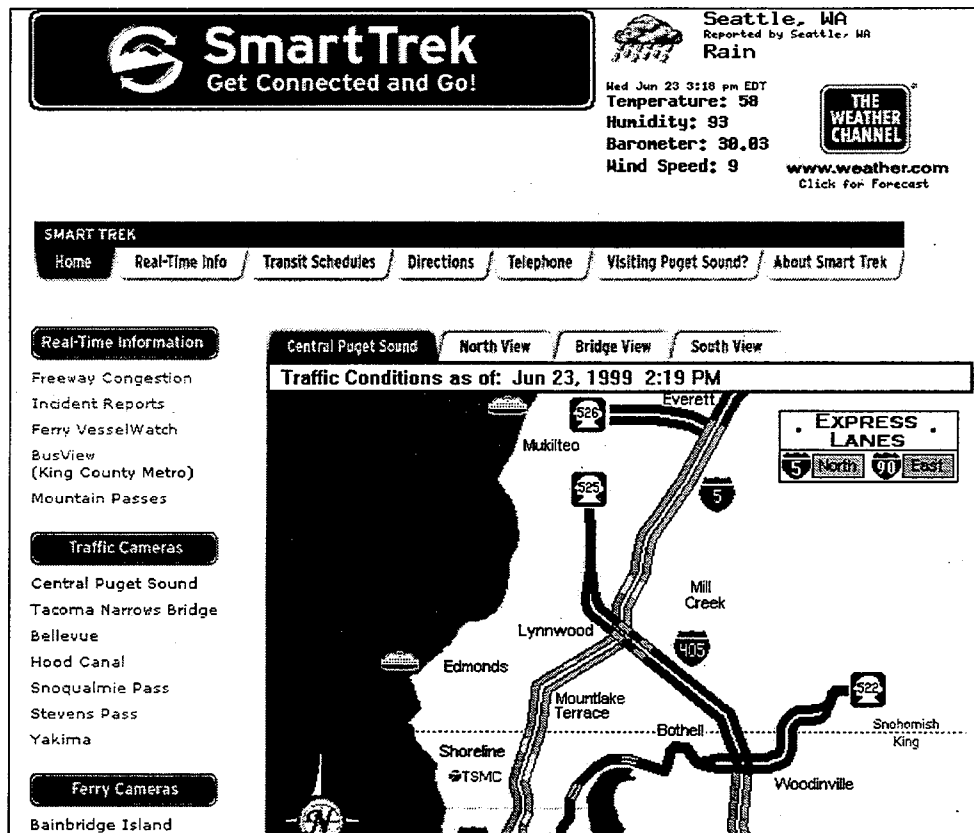 SmartTrek
Get Connected and Go!
Seattle, WA
Reported by Seattle, WA
Rain
Wed Jun 23 3:18 pm EDT
Temperature: 58
Humidity: 93
Barometer: 30.03
Wind Speed: 9
THE
WEATHER
CHANNEL
www.weather.com
Click for Forecast
SMART TREK
Home
Real-Time Info
Transit Schedules
Directions
Telephone
Visiting Puget Sound?
About Smart Trek
Real-Time Information
Freeway Congestion
Incident Reports
Ferry VesselWatch
BusView
(King County Metro)
Mountain Passes
Traffic Cameras
Central Puget Sound
Tacoma Narrows Bridge
Bellevue
Hood Canal
Snoqualmie Pass
Stevens Pass
Yakima
Ferry Cameras
Bainbridge Island
Central Puget Sound
North View
Bridge View
South View
Traffic Conditions as of: Jun 23, 1999 2:19 PM
Everett
526
Mukilteo
EXPRESS
LANES
5 North 90 East
525
5
Mill
Creek
Lynnwood
405
Edmonds
522
Mountlake
Terrace
Bothell
Snohomish
King
Shoreline
TSMC
Woodinville
N